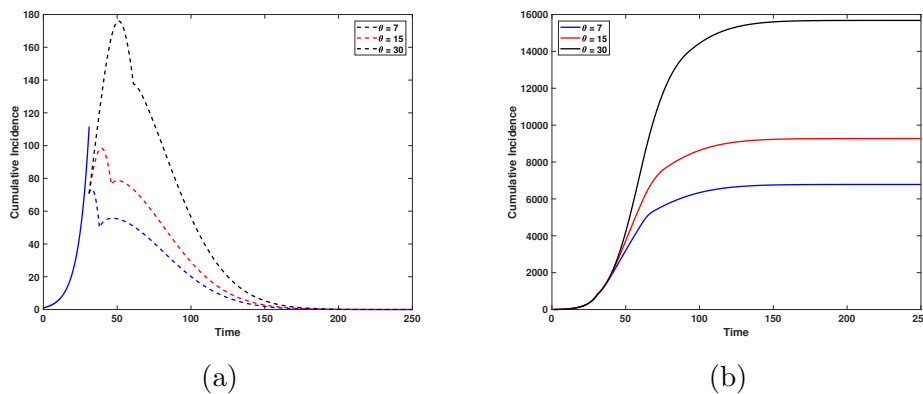 180
160
140
120
100
80
60
40
20
0
0 50 100 150 200 250
Cumulative Incidence
Time
θ = 7
θ = 15
θ = 30
(a)
16000
14000
12000
10000
8000
6000
4000
2000
0
0 50 100 150 200 250
Cumulative Incidence
Time
θ = 7
θ = 15
θ = 30
(b)